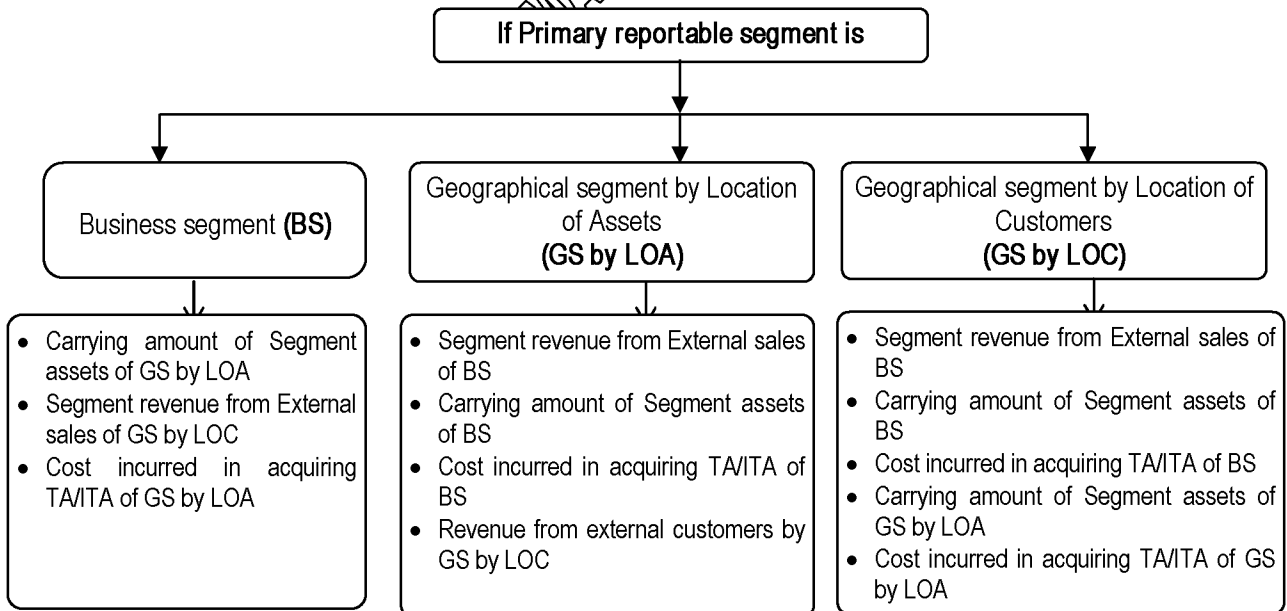 If Primary reportable segment is
Business segment (BS)
Geographical segment by Location
of Assets
(GS by LOA)
Geographical segment by Location of
Customers
(GS by LOC)
• Carrying amount of Segment
assets of GS by LOA
• Segment revenue from External
sales of GS by LOC
• Cost incurred in acquiring
TA/ITA of GS by LOA
• Segment revenue from External sales
of BS
• Carrying amount of Segment assets
of BS
• Cost incurred in acquiring TA/ITA of
BS
• Revenue from external customers by
GS by LOC
• Segment revenue from External sales of
BS
• Carrying amount of Segment assets of
BS
• Cost incurred in acquiring TA/ITA of BS
• Carrying amount of Segment assets of
GS by LOA
• Cost incurred in acquiring TA/ITA of GS
by LOA